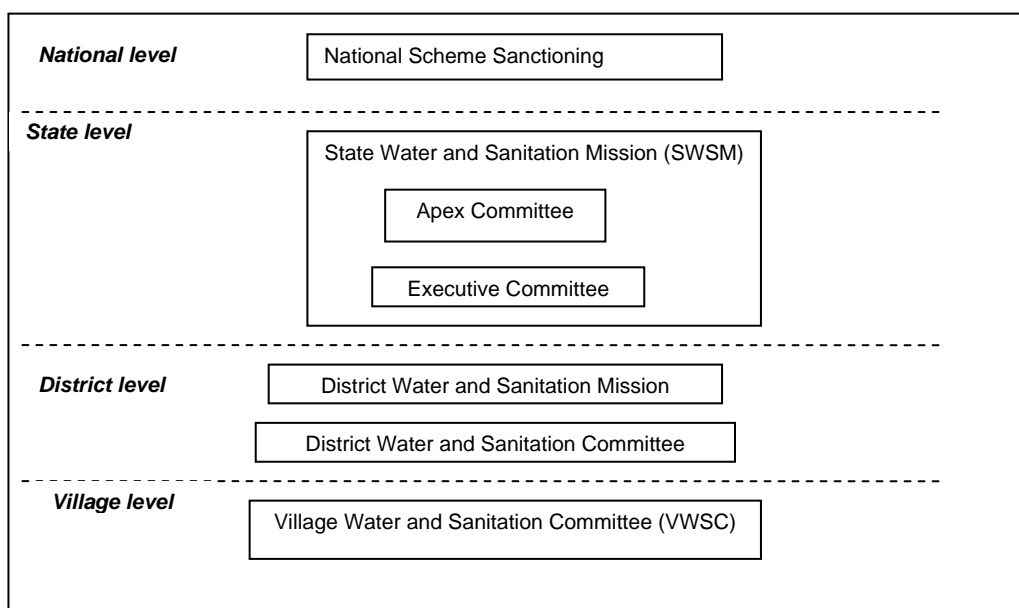 National level
National Scheme Sanctioning
State level
State Water and Sanitation Mission (SWSM)
Apex Committee
Executive Committee
District level
District Water and Sanitation Mission
District Water and Sanitation Committee
Village level
Village Water and Sanitation Committee (VWSC)